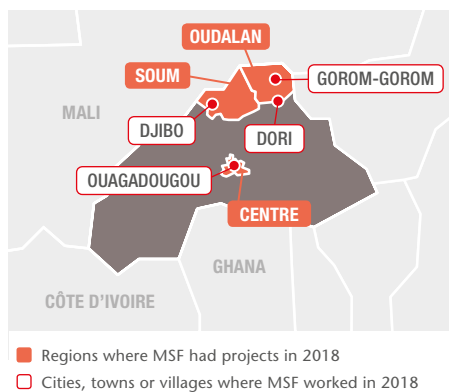 OUDALAN
SOUM
GOROM-GOROM
MALI
DJIBO
DORI
OUAGADOUGOU
CENTRE
GHANA
CÔTE D'IVOIRE
Regions where MSF had projects in 2018
Cities, towns or villages where MSF worked in 2018